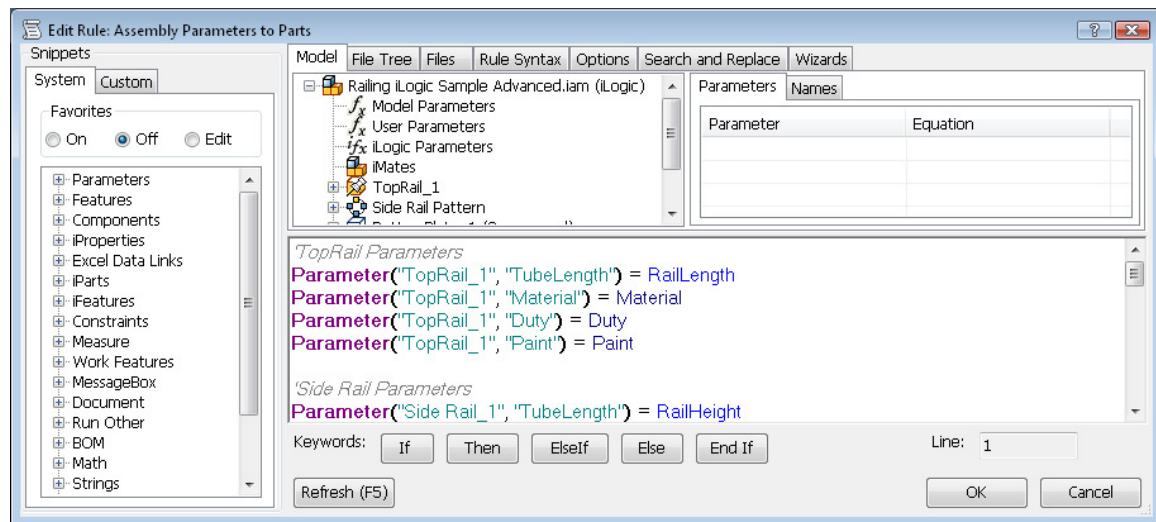 Edit Rule: Assembly Parameters to Parts
Snippets
System Custom
Favorites
On Off Edit
Parameters
Features
Components
iProperties
Excel Data Links
iParts
iFeatures
Constraints
Measure
Work Features
MessageBox
Document
Run Other
BOM
Math
Strings
Model File Tree Files Rule Syntax Options Search and Replace Wizards
Railing iLogic Sample Advanced.iam (iLogic)
fx Model Parameters
fx User Parameters
ifx iLogic Parameters
iMates
TopRail_1
Side Rail Pattern
Parameters Names
Parameter Equation
'TopRail Parameters
Parameter("TopRail_1", "TubeLength") = RailLength
Parameter("TopRail_1", "Material") = Material
Parameter("TopRail_1", "Duty") = Duty
Parameter("TopRail_1", "Paint") = Paint
'Side Rail Parameters
Parameter("Side Rail_1", "TubeLength") = RailHeight
Keywords: If Then ElseIf Else End If Line: 1
Refresh (F5) OK Cancel